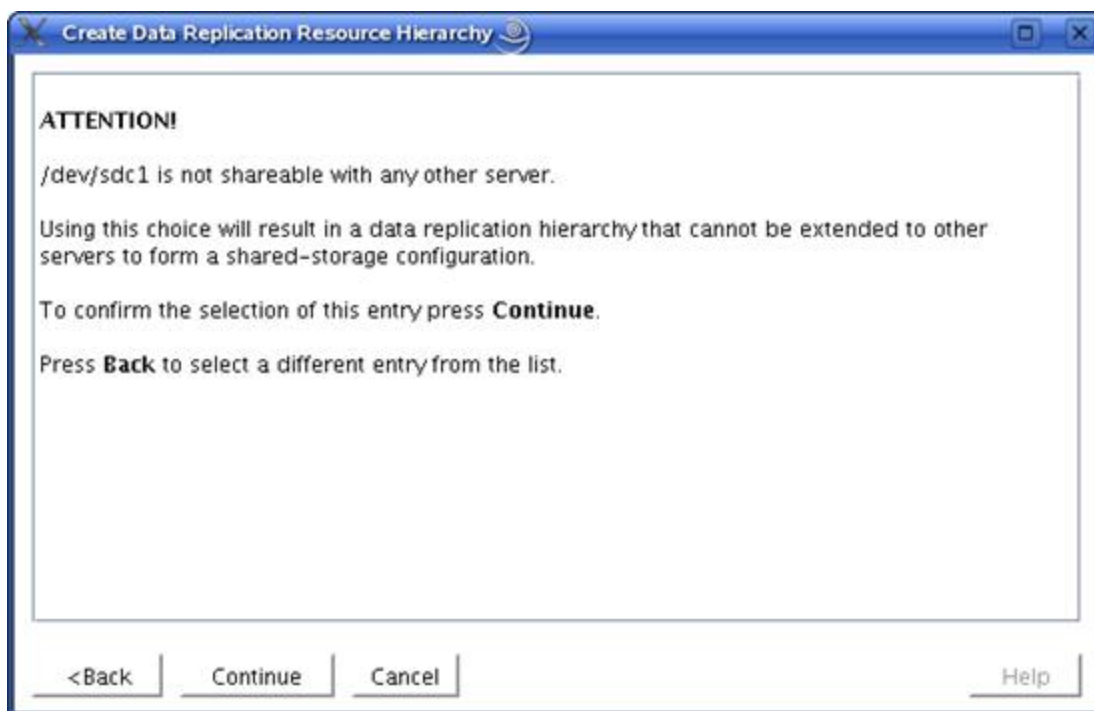 Create Data Replication Resource Hierarchy
ATTENTION!
/dev/sdc1 is not shareable with any other server.
Using this choice will result in a data replication hierarchy that cannot be extended to other
servers to form a shared-storage configuration.
To confirm the selection of this entry press Continue.
Press Back to select a different entry from the list.
<Back Continue Cancel Help